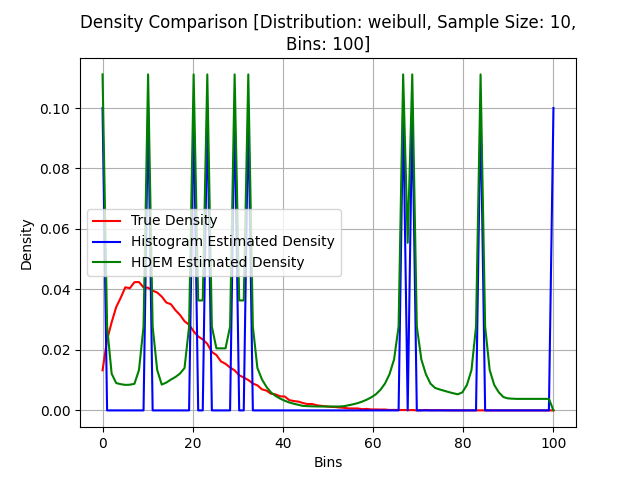 Density Comparison [Distribution: weibull, Sample Size: 10,
Bins: 100]
Density
0.10
0.08
0.06
0.04
0.02
0.00
True Density
Histogram Estimated Density
HDEM Estimated Density
0 20 40 60 80 100
Bins